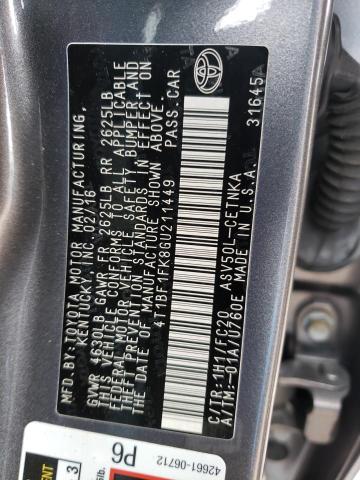 MFD.BY:TOYOTA MOTOR MANUFACTURING,
KENTUCKY, INC. 02/16
GVWR 4630LB GAWR FR 2625LB RR 2625LB
THIS VEHICLE CONFORMS TO ALL APPLICABLE
FEDERAL MOTOR VEHICLE SAFETY, BUMPER, AND
THEFT PREVENTION STANDARDS IN EFFECT ON
THE DATE OF MANUFACTURE SHOWN ABOVE.
4T1BF1FK8GU211449 PASS.CAR
C/TR:1H1/FC20 ASV50L-CETNKA
A/TM:-01A/U760E MADE IN U.S.A. 31645
42661-06712
P6
3